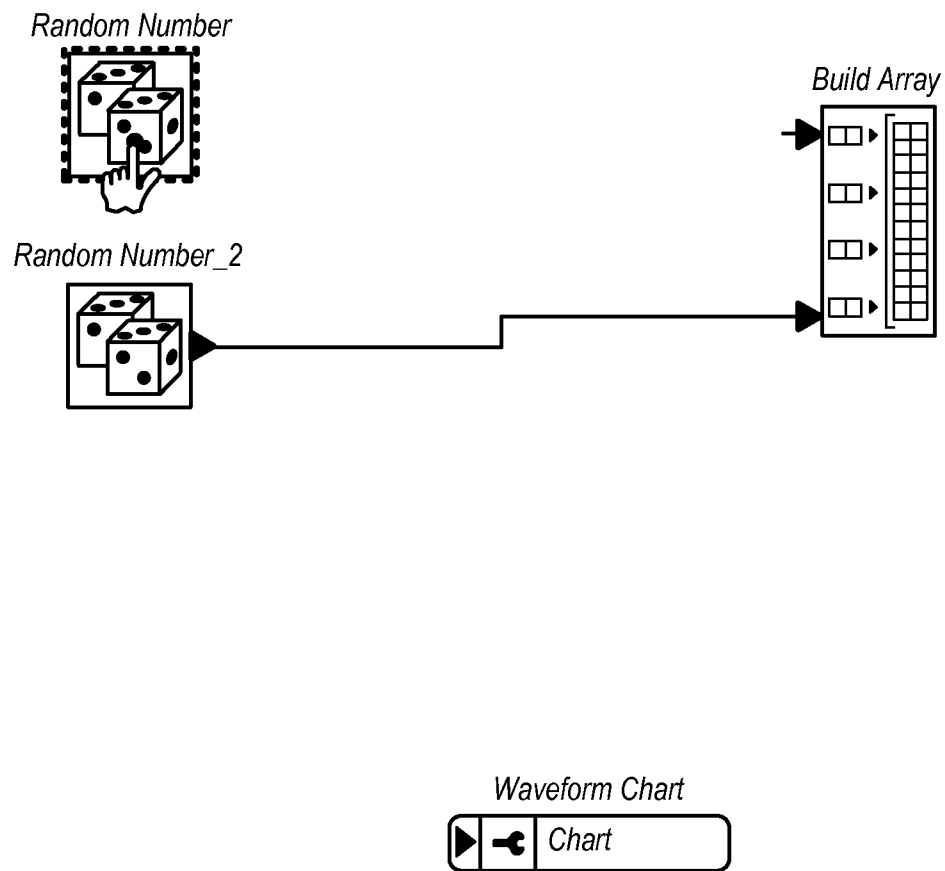 Random Number
Build Array
Random Number_2
Waveform Chart
Chart